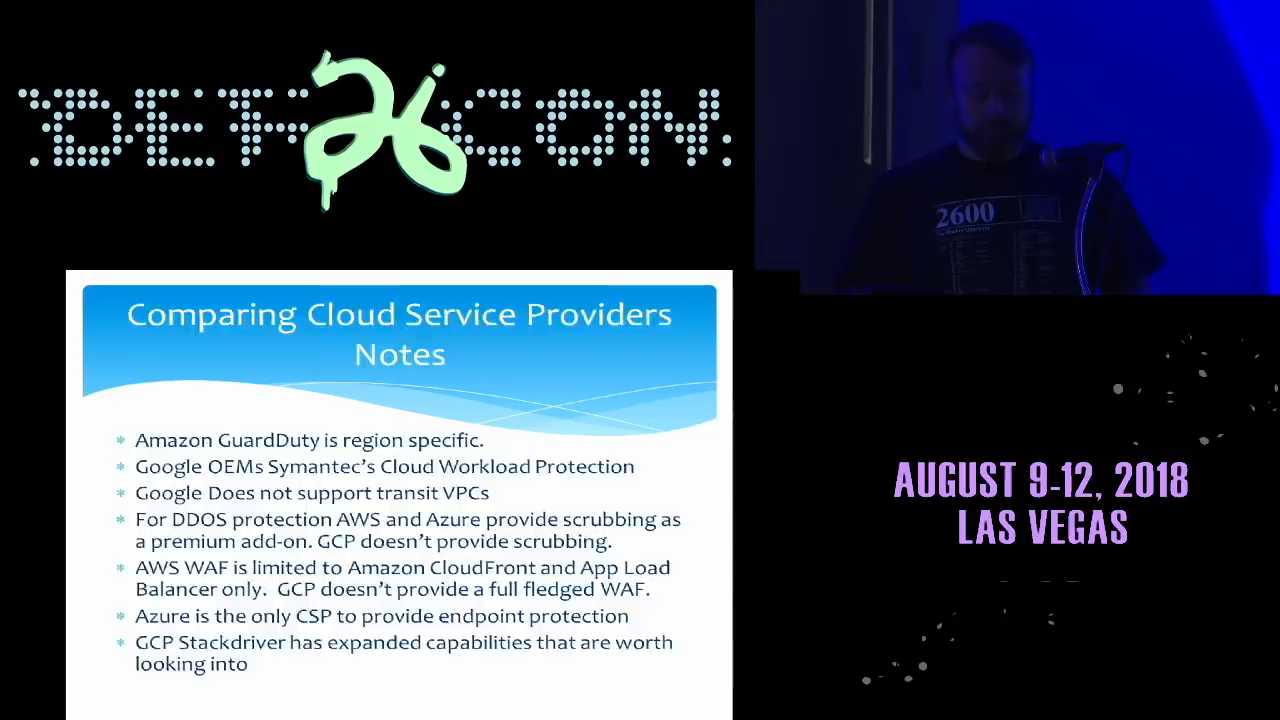 DEF 26 CON
2600
Comparing Cloud Service Providers
Notes
* Amazon GuardDuty is region specific.
* Google OEMs Symantec's Cloud Workload Protection
* Google Does not support transit VPCs
* For DDOS protection AWS and Azure provide scrubbing as
a premium add-on. GCP doesn't provide scrubbing.
* AWS WAF is limited to Amazon CloudFront and App Load
Balancer only. GCP doesn't provide a full fledged WAF.
* Azure is the only CSP to provide endpoint protection
* GCP Stackdriver has expanded capabilities that are worth
looking into
AUGUST 9-12, 2018
LAS VEGAS